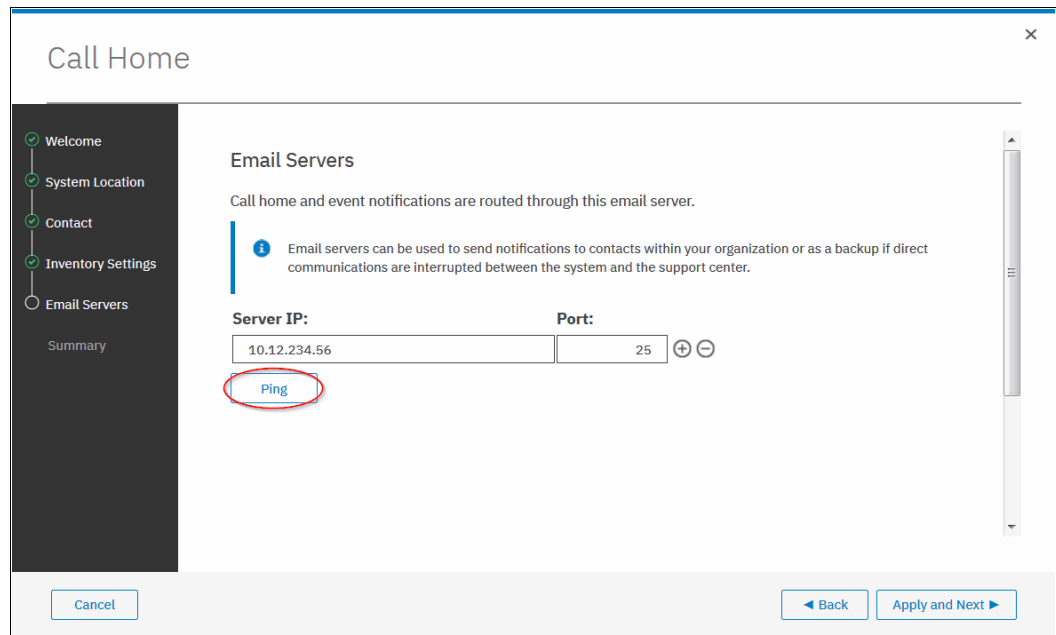 Call Home
Welcome
System Location
Contact
Inventory Settings
Email Servers
Summary
Email Servers
Call home and event notifications are routed through this email server.
Email servers can be used to send notifications to contacts within your organization or as a backup if direct
communications are interrupted between the system and the support center.
Server IP: Port:
10.12.234.56 25
Ping
Cancel Back Apply and Next